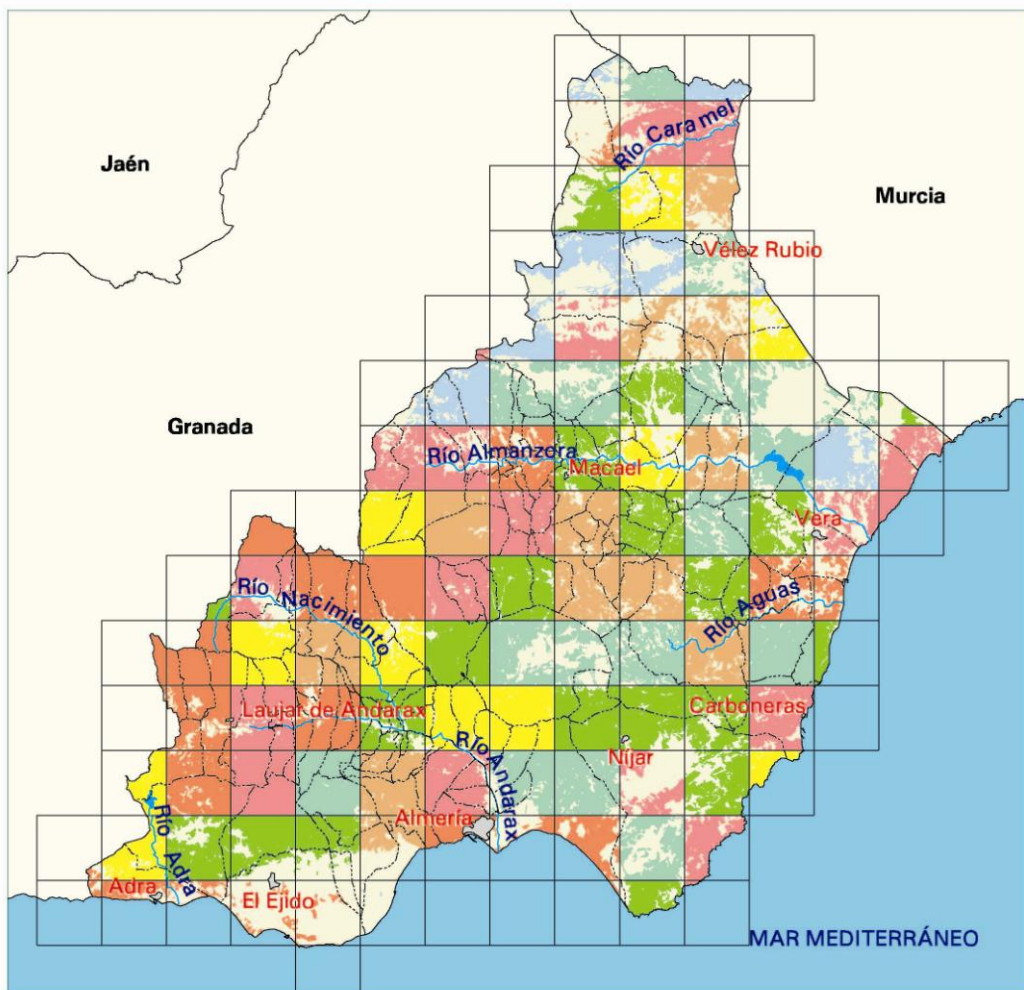 Río Caramel
Jaén
Murcia
Vélez Rubio
Granada
Río Almanzora
Macael
Vera
Río Nacimiento
Río Aguas
Laujar de Andarax
Carboneras
Río Andarax
Níjar
Río Adra
Almería
Adra
El Ejido
MAR MEDITERRÁNEO